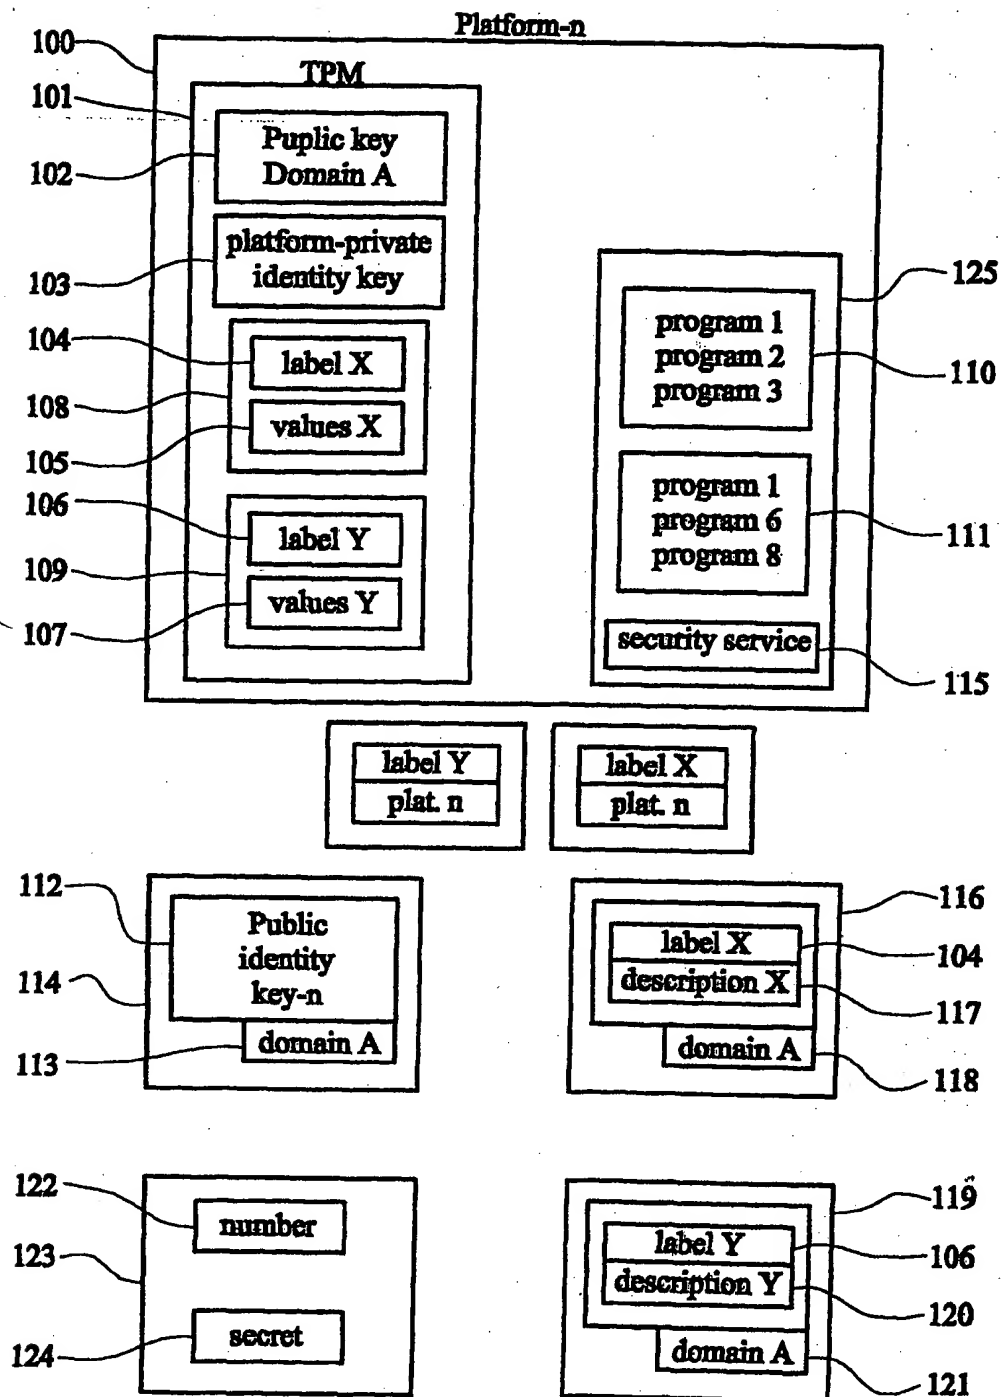 Platform-n
100
TPM
101
Puplic key
Domain A
102
platform-private
identity key
103
104
label X
108
values X
105
106
label Y
109
values Y
107
125
program 1
program 2
program 3
110
program 1
program 6
program 8
111
security service
115
label Y
plat. n
label X
plat. n
112
Public
identity
key-n
114
domain A
113
116
label X
104
description X
117
domain A
118
122
number
123
secret
124
119
label Y
106
description Y
120
domain A
121